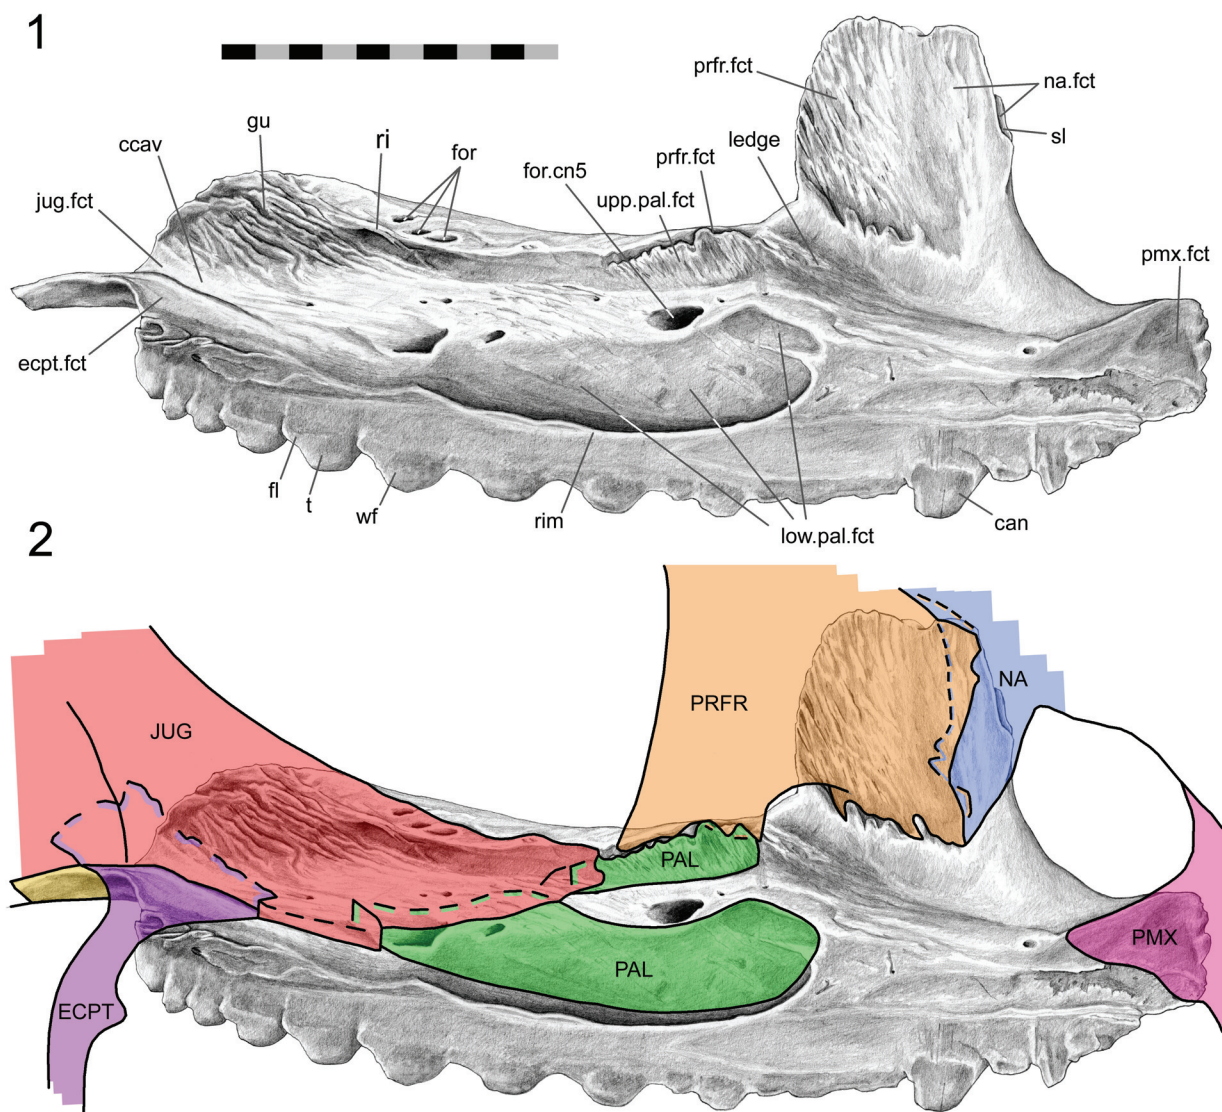 1
prfr.fct
na.fct
gu
sl
ccav
ri
for
ledge
prfr.fct
for.cn5
jug.fct
upp.pal.fct
pmx.fct
ecpt.fct
fl
t
wf
rim
can
low.pal.fct
2
NA
PRFR
JUG
PAL
PMX
PAL
ECPT